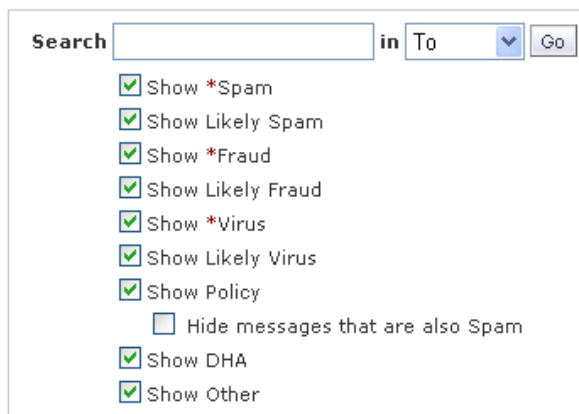 Search in To Go
Show *Spam
Show Likely Spam
Show *Fraud
Show Likely Fraud
Show *Virus
Show Likely Virus
Show Policy
Hide messages that are also Spam
Show DHA
Show Other